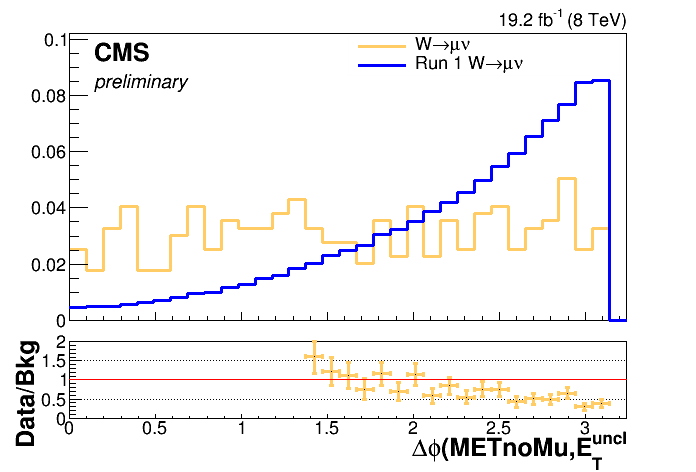 19.2 fb⁻¹ (8 TeV)
CMS
preliminary
W→μν
Run 1 W→μν
0.1
0.08
0.06
0.04
0.02
0
Data/Bkg
2
1.5
1
0.5
0
0 0.5 1 1.5 2 2.5 3
Δϕ(METnoMu,E_T^uncl